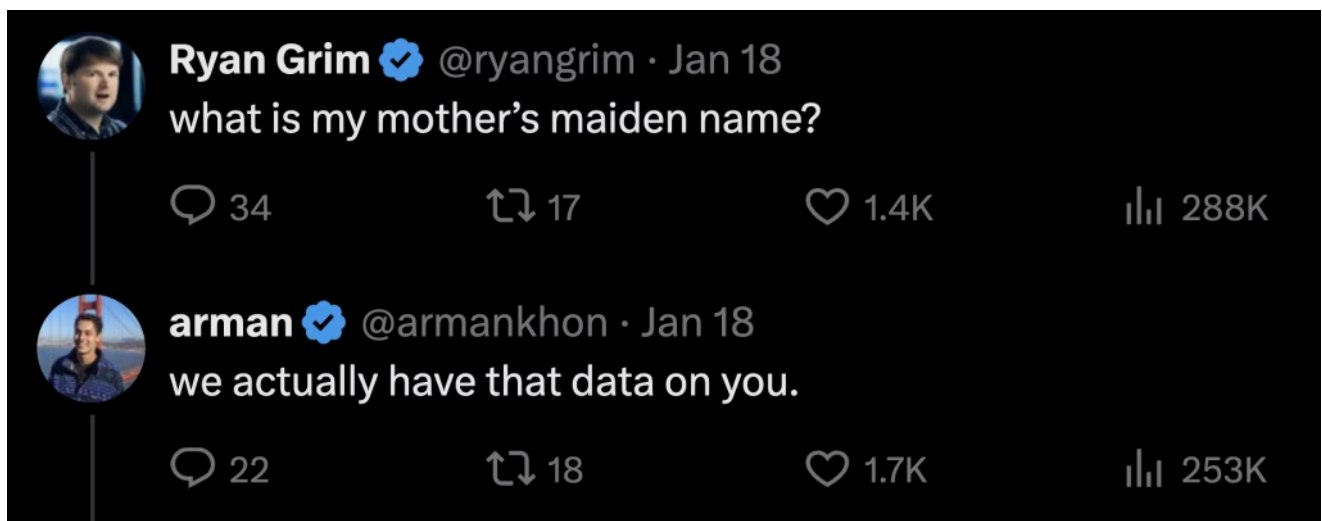 Ryan Grim @ryangrim · Jan 18
what is my mother’s maiden name?
34 17 1.4K 288K
arman @armankhon · Jan 18
we actually have that data on you.
22 18 1.7K 253K